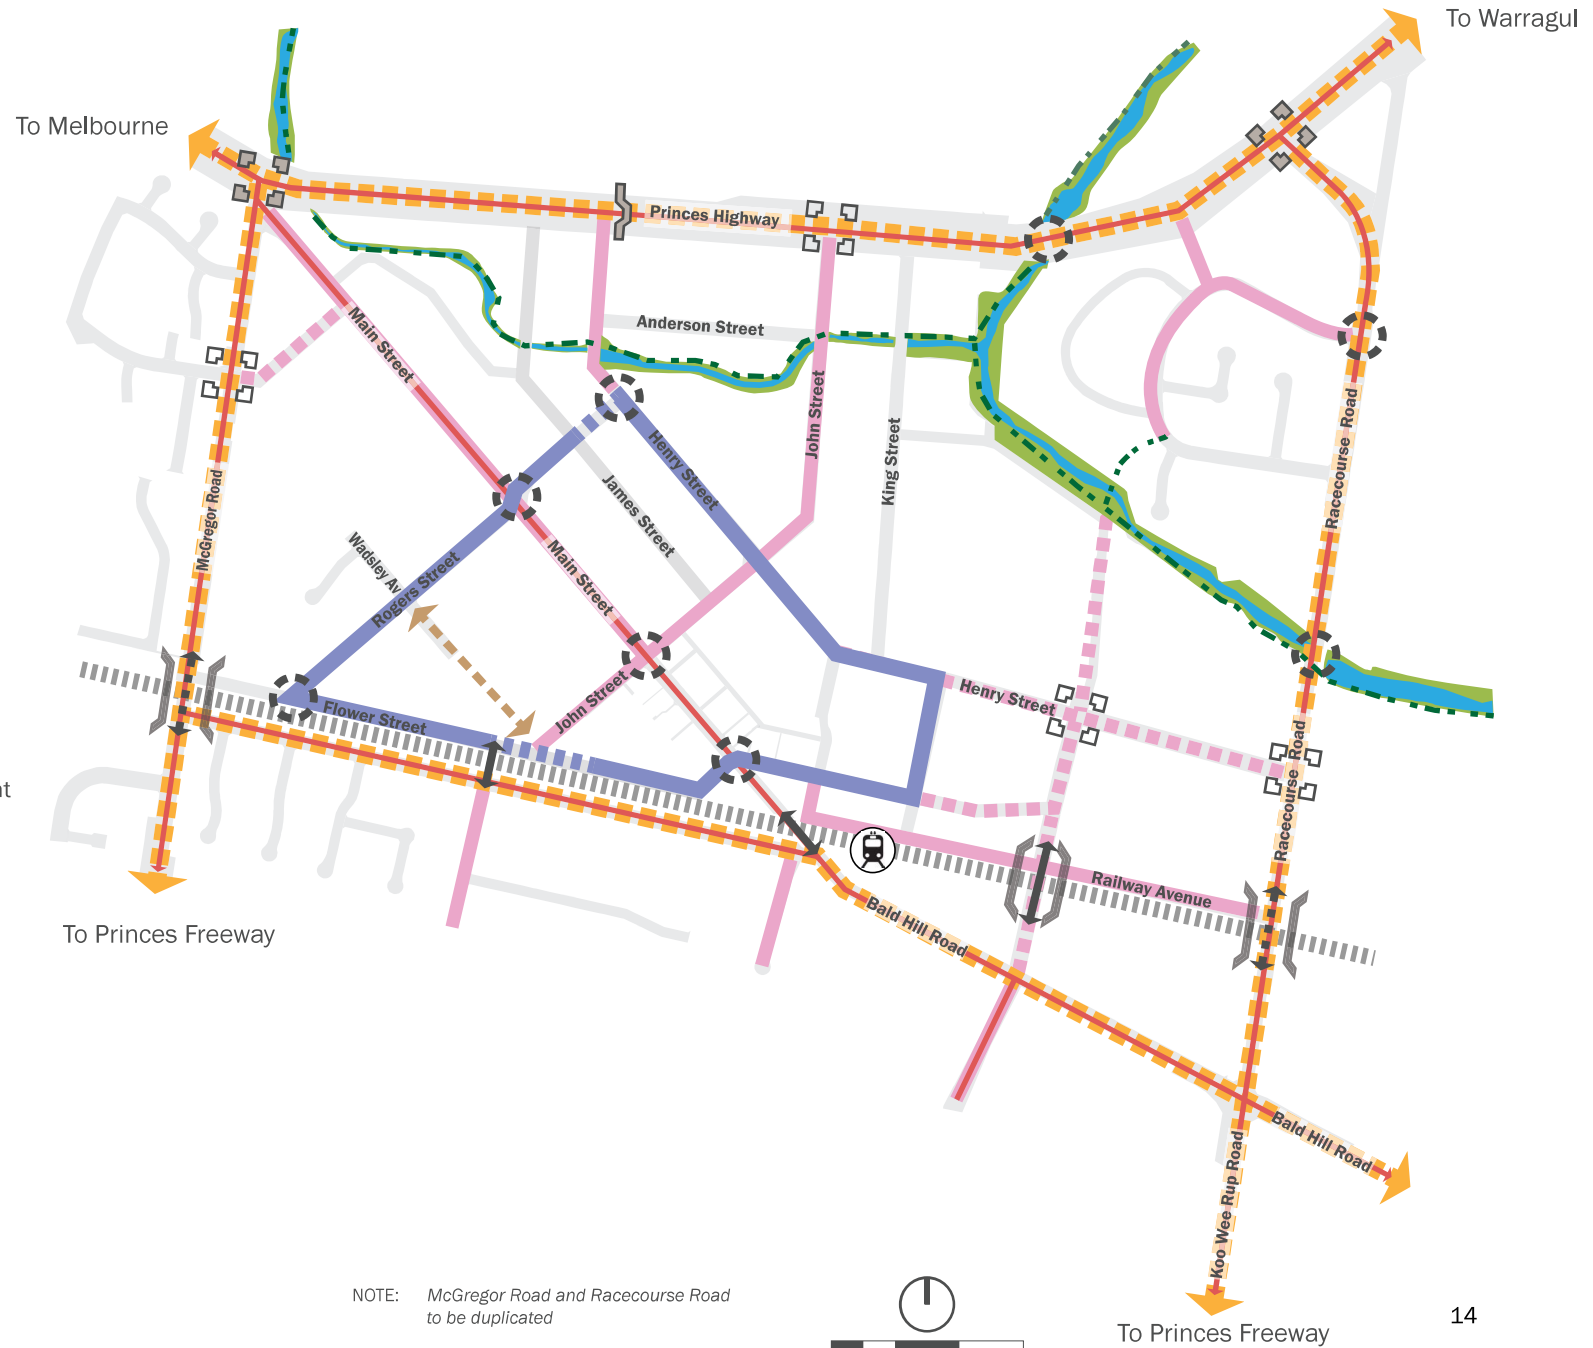 To Warragul
To Melbourne
Princes Highway
Anderson Street
Main Street
John Street
Racecourse Road
Henry Street
King Street
McGregor Road
James Street
Wadsley Av
Rogers Street
Main Street
John Street
Henry Street
Flower Street
Racecourse Road
Railway Avenue
Bald Hill Road
To Princes Freeway
Bald Hill Road
Koo Wee Rup Road
NOTE: McGregor Road and Racecourse Road
to be duplicated
14
To Princes Freeway